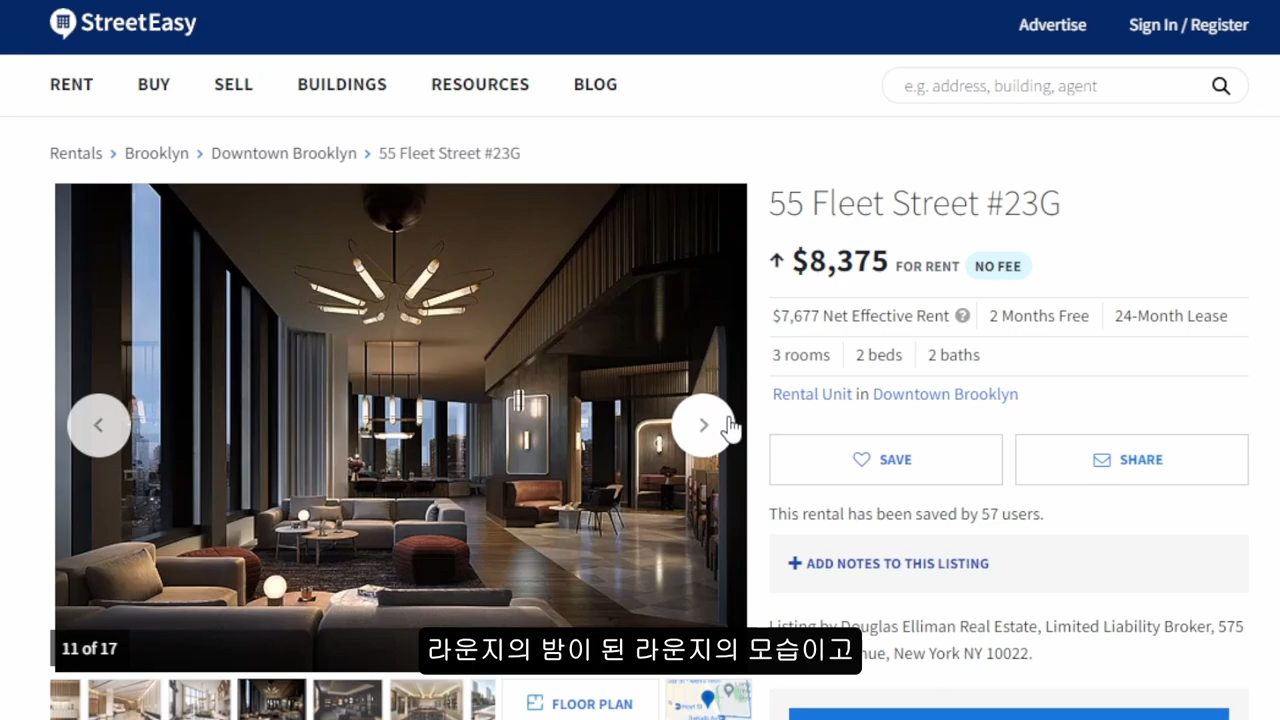 StreetEasy
Advertise
Sign In / Register
RENT
BUY
SELL
BUILDINGS
RESOURCES
BLOG
e.g. address, building, agent
Rentals > Brooklyn > Downtown Brooklyn > 55 Fleet Street #23G
55 Fleet Street #23G
↑ $8,375 FOR RENT NO FEE
$7,677 Net Effective Rent ? 2 Months Free 24-Month Lease
3 rooms 2 beds 2 baths
Rental Unit in Downtown Brooklyn
SAVE
SHARE
This rental has been saved by 57 users.
+ ADD NOTES TO THIS LISTING
Listing by Douglas Elliman Real Estate, Limited Liability Broker, 575
nue, New York NY 10022.
11 of 17
라운지의 밤이 된 라운지의 모습이고
FLOOR PLAN